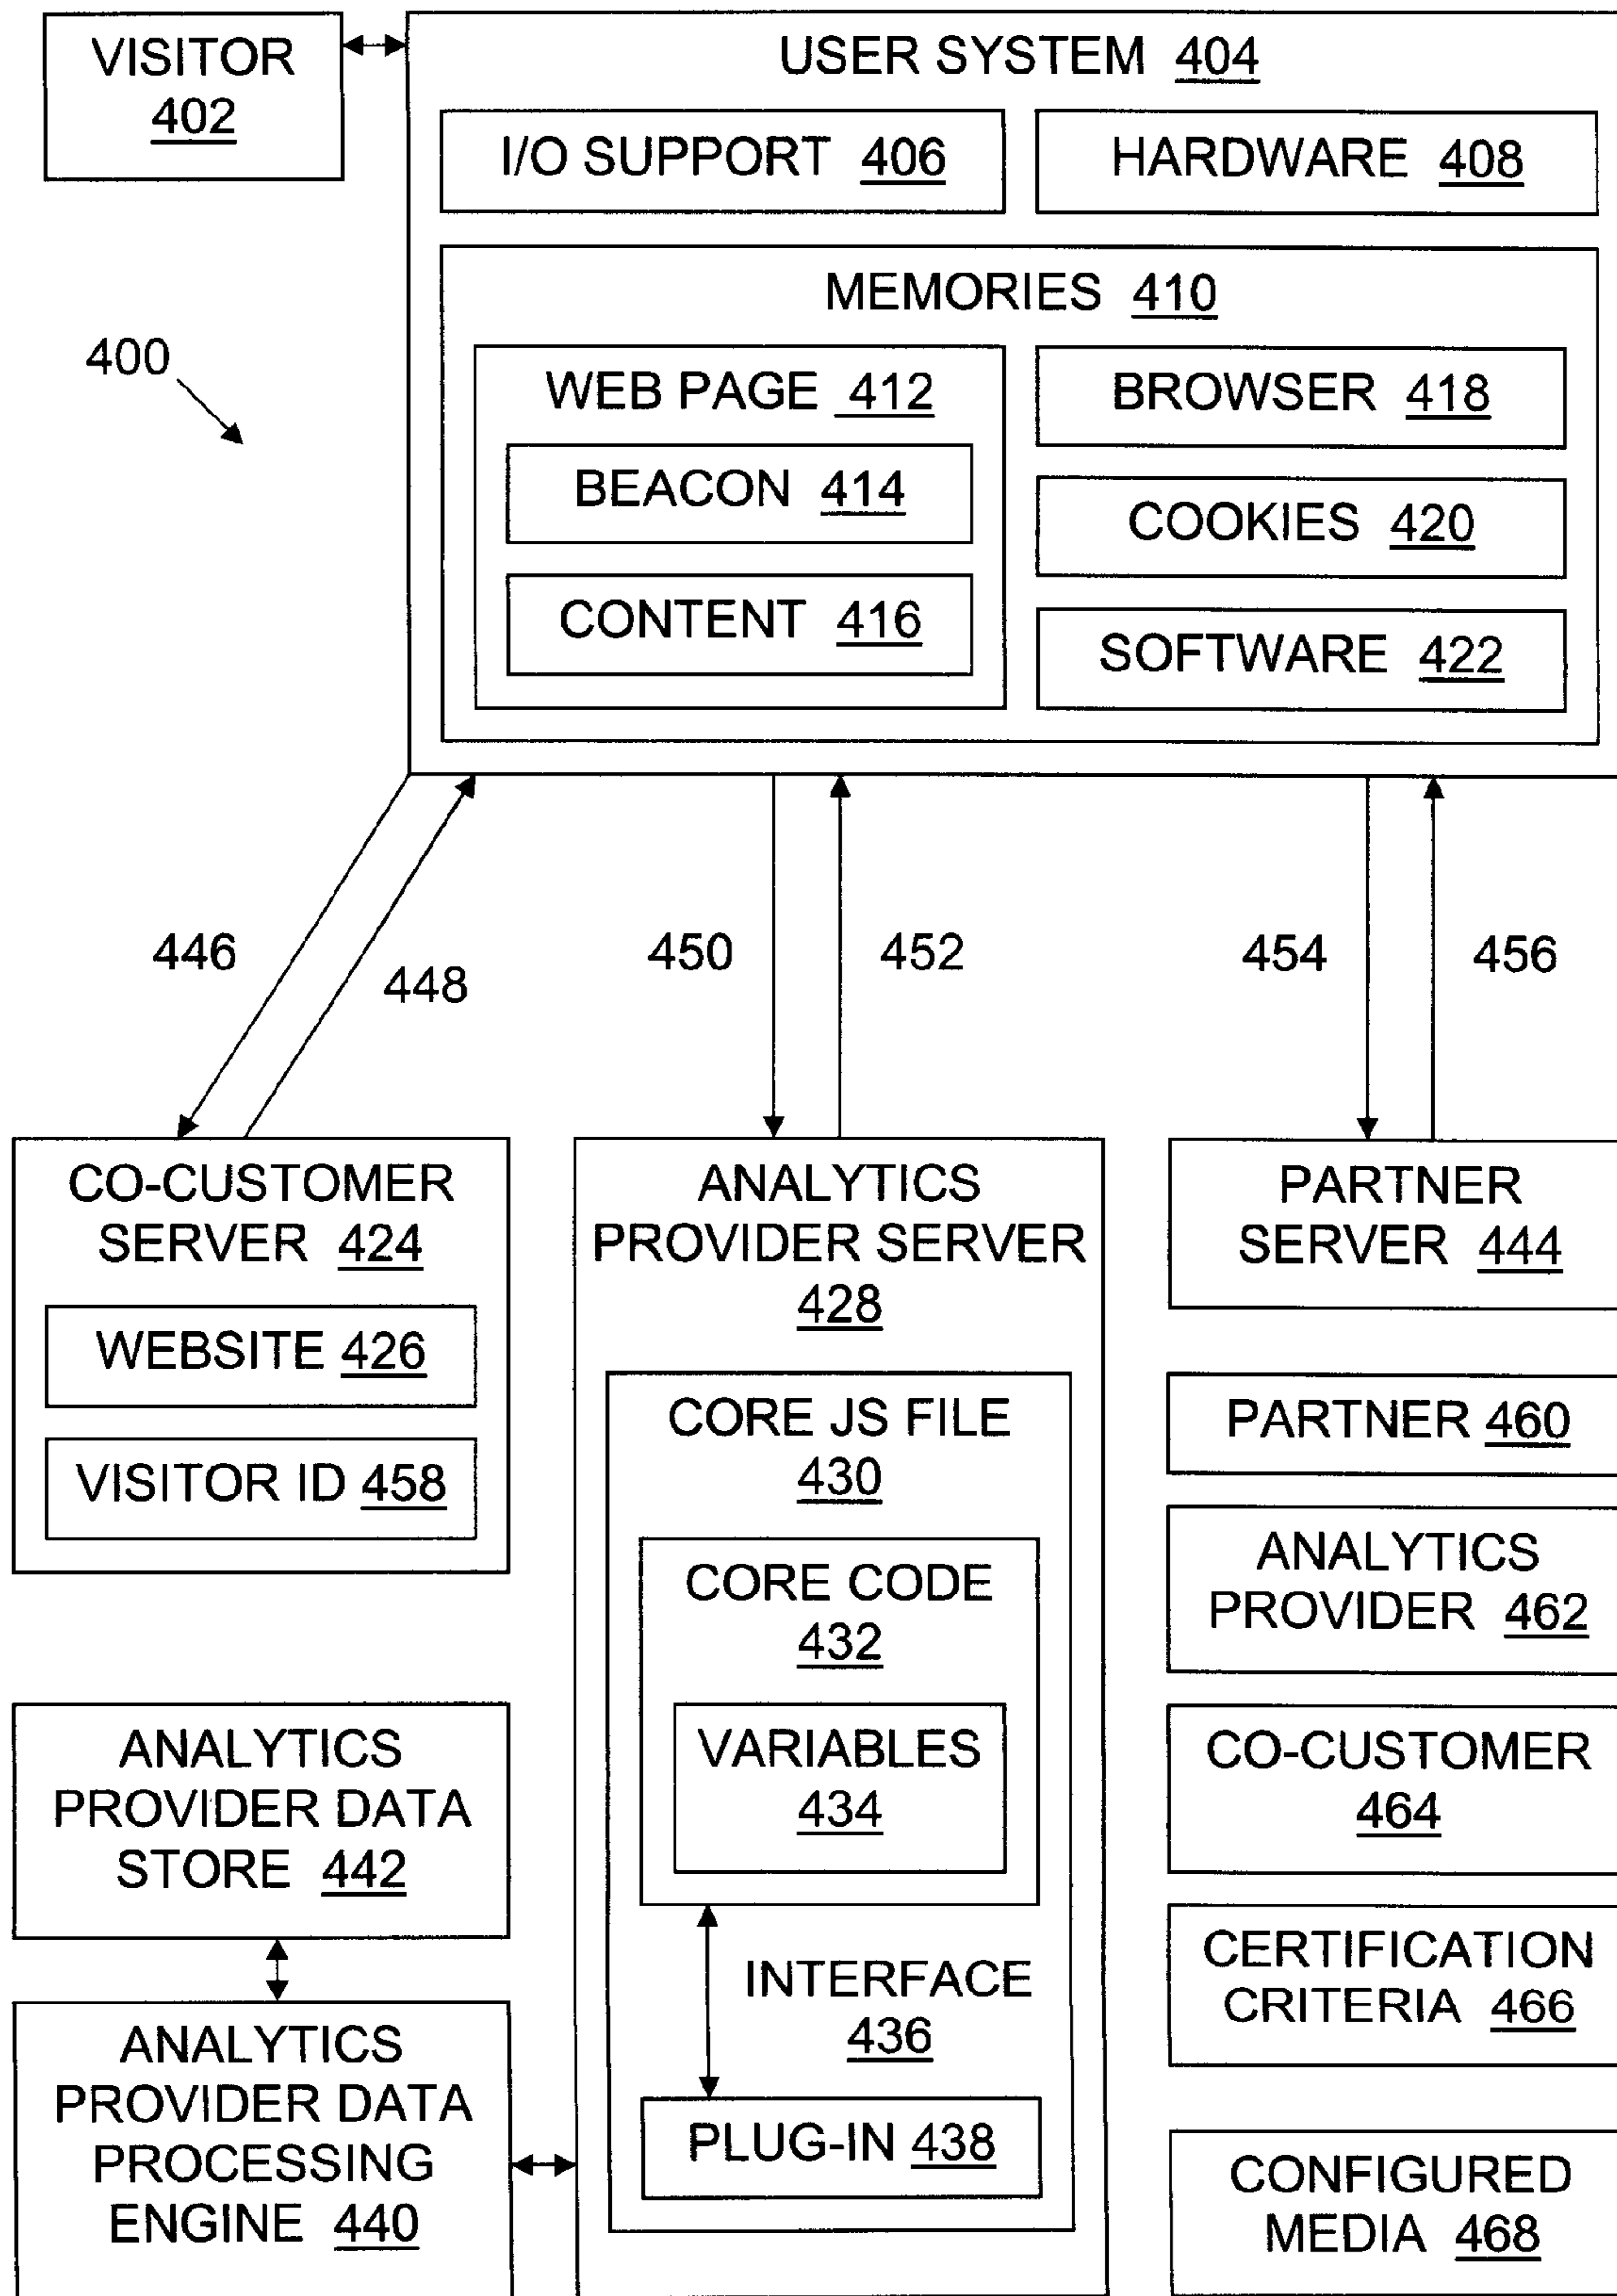 VISITOR
402
USER SYSTEM 404
I/O SUPPORT 406
HARDWARE 408
MEMORIES 410
400
WEB PAGE 412
BEACON 414
CONTENT 416
BROWSER 418
COOKIES 420
SOFTWARE 422
446
448
450
452
454
456
CO-CUSTOMER
SERVER 424
WEBSITE 426
VISITOR ID 458
ANALYTICS
PROVIDER DATA
STORE 442
ANALYTICS
PROVIDER DATA
PROCESSING
ENGINE 440
ANALYTICS
PROVIDER SERVER
428
CORE JS FILE
430
CORE CODE
432
VARIABLES
434
INTERFACE
436
PLUG-IN 438
PARTNER
SERVER 444
PARTNER 460
ANALYTICS
PROVIDER 462
CO-CUSTOMER
464
CERTIFICATION
CRITERIA 466
CONFIGURED
MEDIA 468